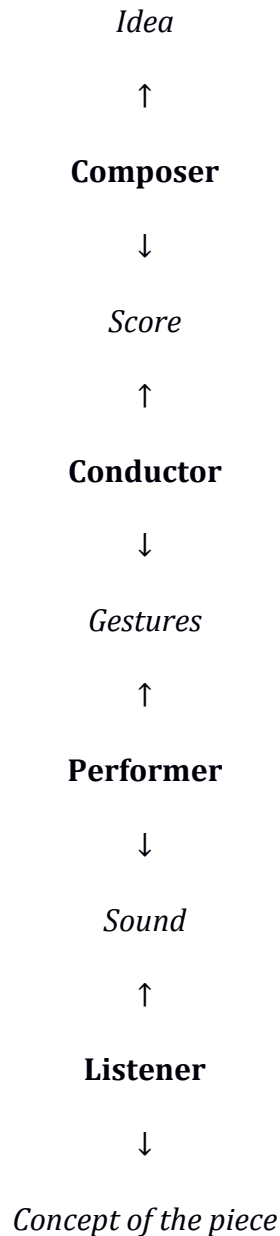 Idea
↑
Composer
↓
Score
↑
Conductor
↓
Gestures
↑
Performer
↓
Sound
↑
Listener
↓
Concept of the piece